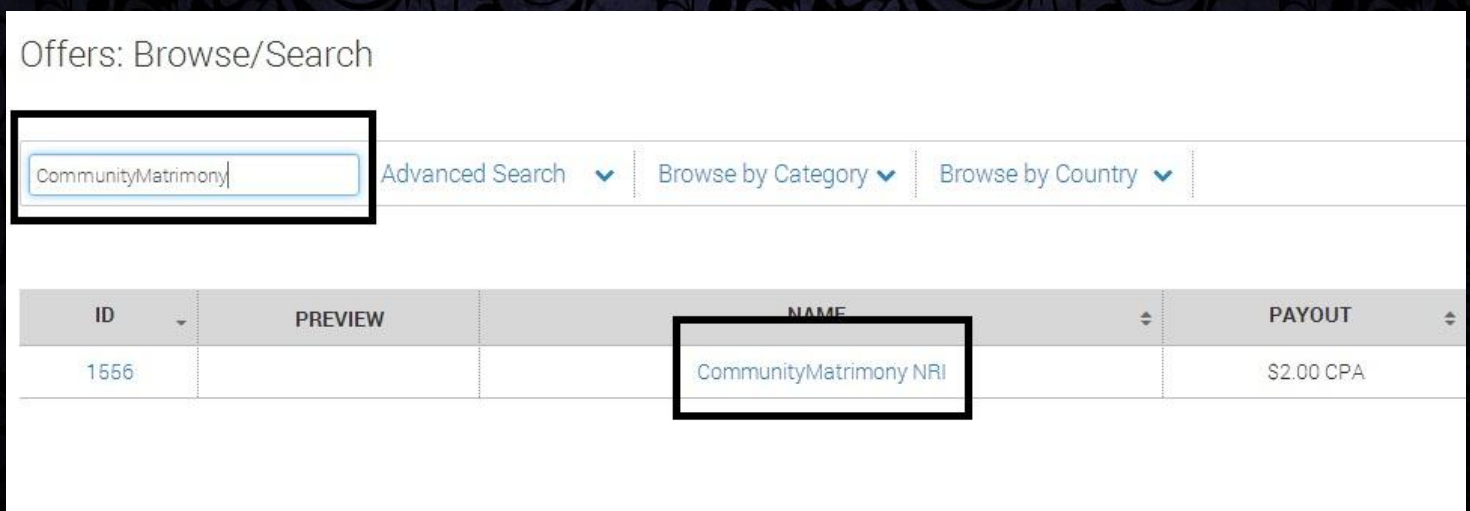 Offers: Browse/Search
CommunityMatrimony Advanced Search Browse by Category Browse by Country
ID PREVIEW NAME PAYOUT
1556 CommunityMatrimony NRI $2.00 CPA